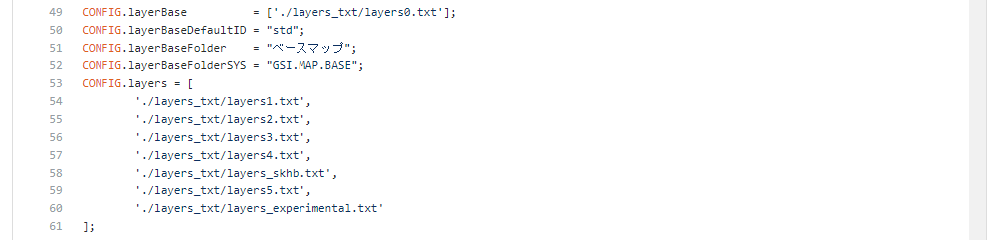 49 CONFIG.layerBase          = ['./layers_txt/layers0.txt'];
50 CONFIG.layerBaseDefaultID = "std";
51 CONFIG.layerBaseFolder    = "ベースマップ";
52 CONFIG.layerBaseFolderSYS = "GSI.MAP.BASE";
53 CONFIG.layers = [
54         './layers_txt/layers1.txt',
55         './layers_txt/layers2.txt',
56         './layers_txt/layers3.txt',
57         './layers_txt/layers4.txt',
58         './layers_txt/layers_skhb.txt',
59         './layers_txt/layers5.txt',
60         './layers_txt/layers_experimental.txt'
61 ];